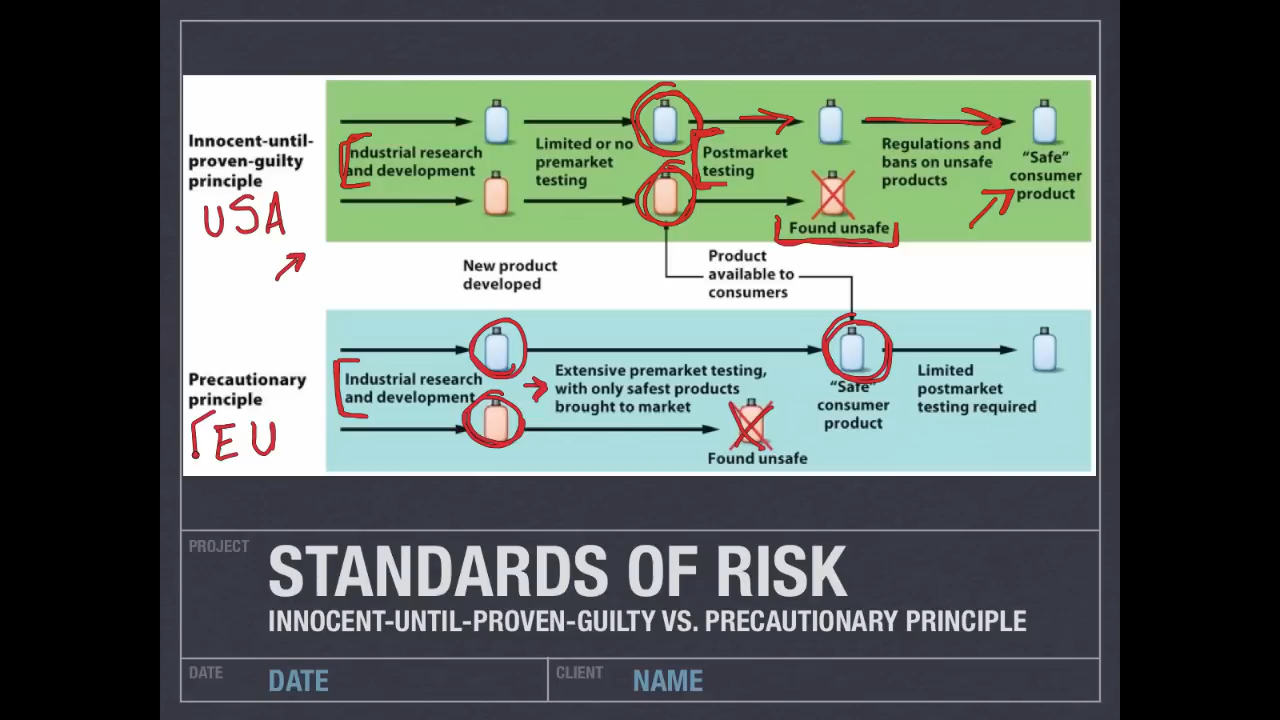 Innocent-until-
proven-guilty
principle
USA
Industrial research
and development
Limited or no
premarket
testing
Postmarket
testing
Found unsafe
Regulations and
bans on unsafe
products
“Safe”
consumer
product
New product
developed
Product
available to
consumers
Precautionary
principle
EU
Industrial research
and development
Extensive premarket testing,
with only safest products
brought to market
Found unsafe
“Safe”
consumer
product
Limited
postmarket
testing required
PROJECT
STANDARDS OF RISK
INNOCENT-UNTIL-PROVEN-GUILTY VS. PRECAUTIONARY PRINCIPLE
DATE
DATE
CLIENT
NAME